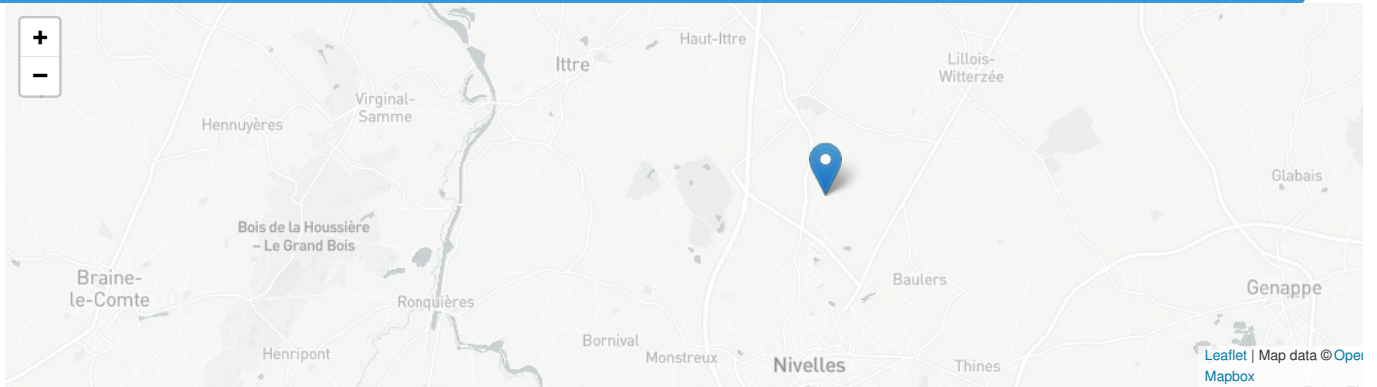 +
−
Haut-Ittre
Ittre
Lillois-
Witterzée
Virginal-
Samme
Hennuyères
Glabais
Bois de la Houssière
– Le Grand Bois
Braine-
le-Comte
Baulers
Genappe
Ronquières
Bornival
Henripont
Monstreux
Nivelles
Thines
Leaflet | Map data © Oper
Mapbox